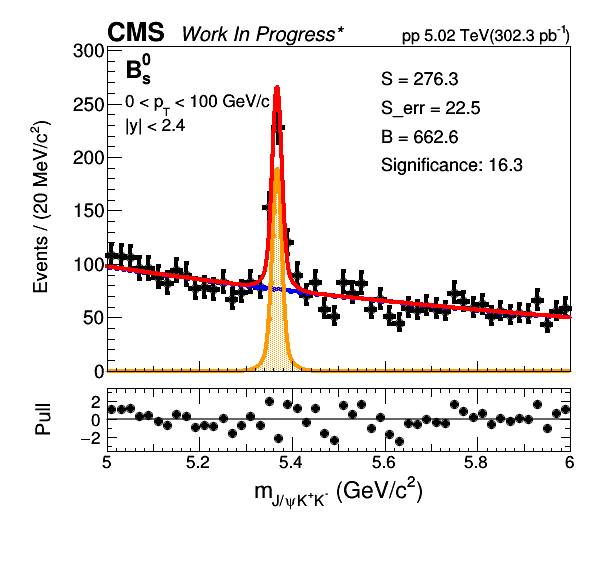 CMS Work In Progress* pp 5.02 TeV(302.3 pb⁻¹)
300
B⁰ₛ
S = 276.3
0 < p_T < 100 GeV/c
250
|y| < 2.4
S_err = 22.5
B = 662.6
Significance: 16.3
200
150
100
50
0
Events / (20 MeV/c²)
2
0
−2
Pull
5 5.2 5.4 5.6 5.8 6
m_J/ψK⁺K⁻ (GeV/c²)